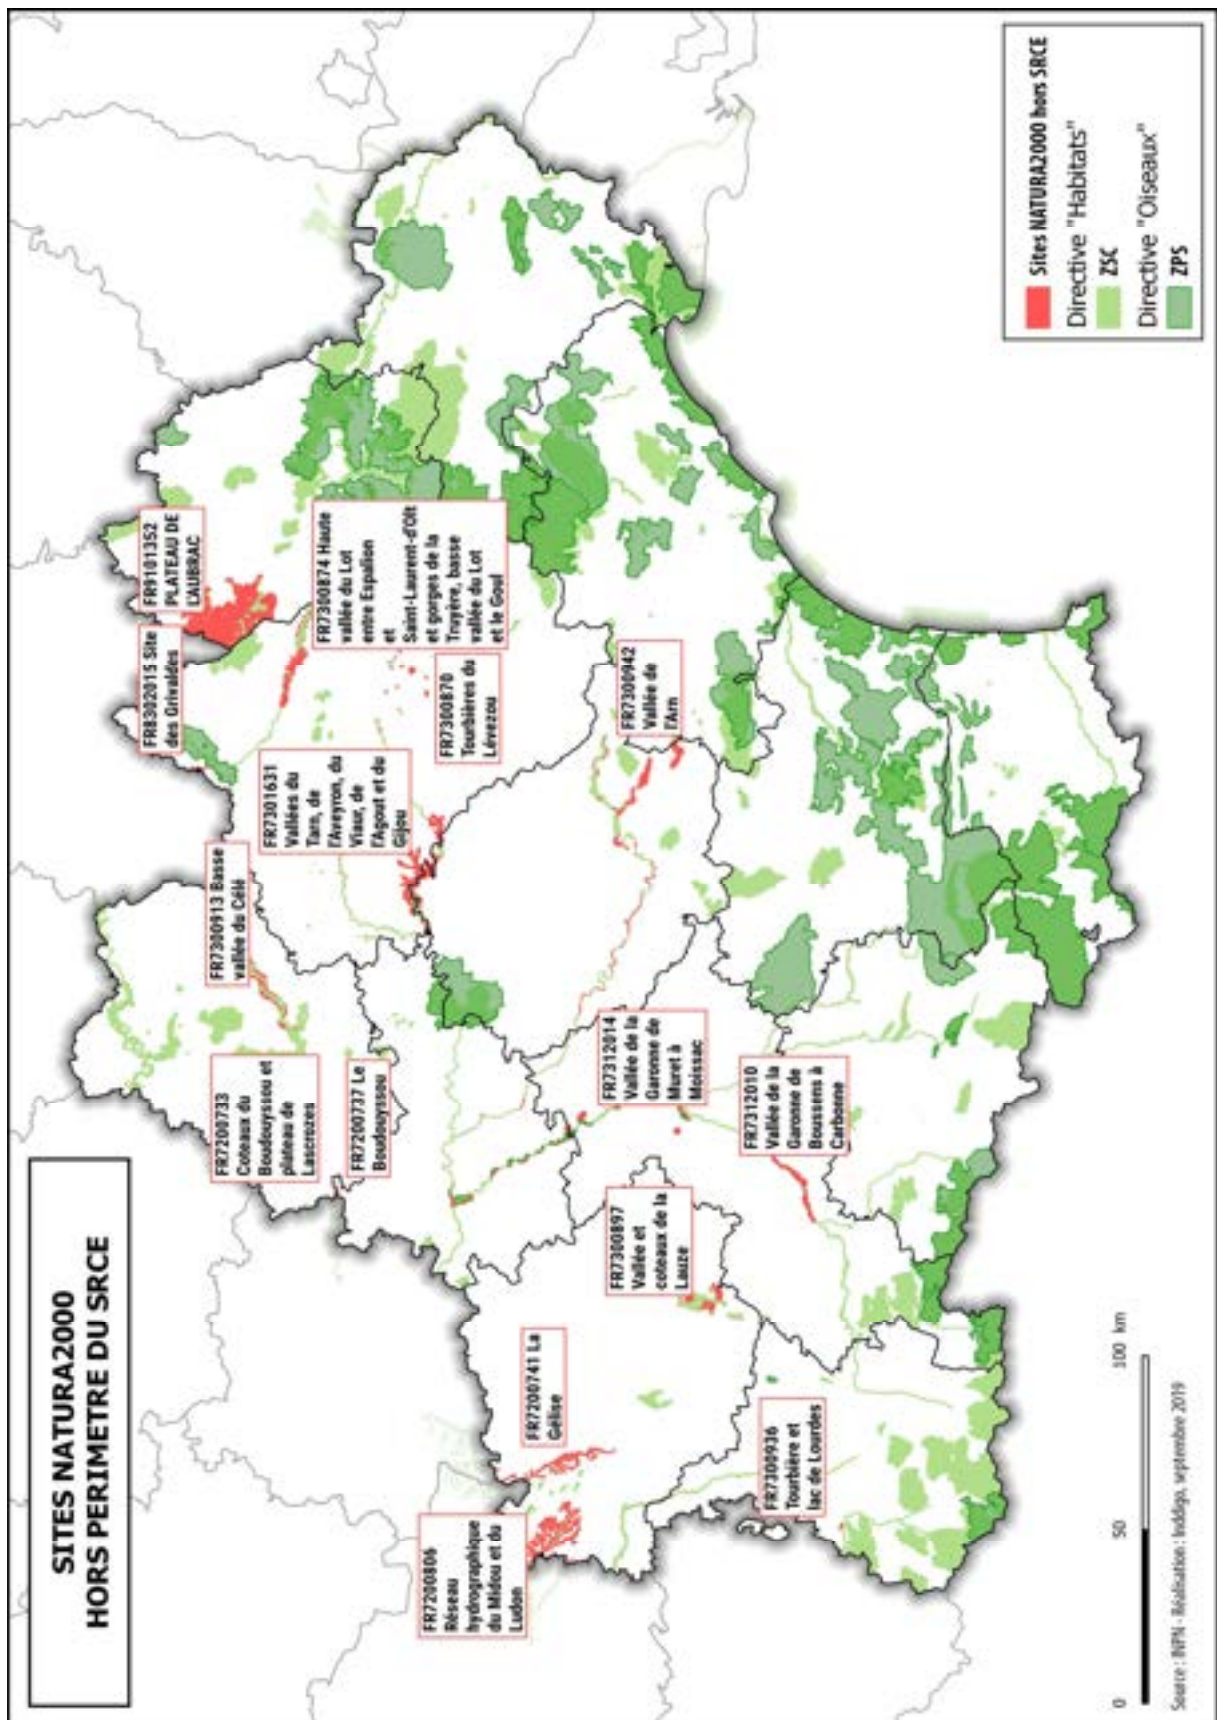 SITES NATURA2000
HORS PERIMETRE DU SRCE
FR7200806
Réseau
hydrographique
du Midou et du
Ludon
FR7200741 La
Gélise
FR7200733
Coteaux du
Boudouyssou et
plateau de
Lascrozes
FR7200737 Le
Boudouyssou
FR7300913 Basse
vallée du Célé
FR7301631
Vallées du
Tarn, de
l'Aveyron, du
Viaur, de
l'Agout et du
Gijou
FR8302015 Site
des Grivaldes
FR9101352
PLATEAU DE
L'AUBRAC
FR7300874 Haute
vallée du Lot
entre Espalion
et
Saint-Laurent-d'Olt
et gorges de la
Truyère, basse
vallée du Lot
et le Goul
FR7300870
Tourbières du
Lévezou
FR7300942
Vallée de
l'Arn
FR7312014
Vallée de la
Garonne de
Muret à
Moissac
FR7300897
Vallée et
coteaux de la
Lauze
FR7312010
Vallée de la
Garonne de
Boussens à
Carbonne
FR7300936
Tourbière et
lac de Lourdes
0 50 100 km
Source : INPN - Réalisation : Inddigo, septembre 2019
Sites NATURA2000 hors SRCE
Directive "Habitats"
ZSC
Directive "Oiseaux"
ZPS